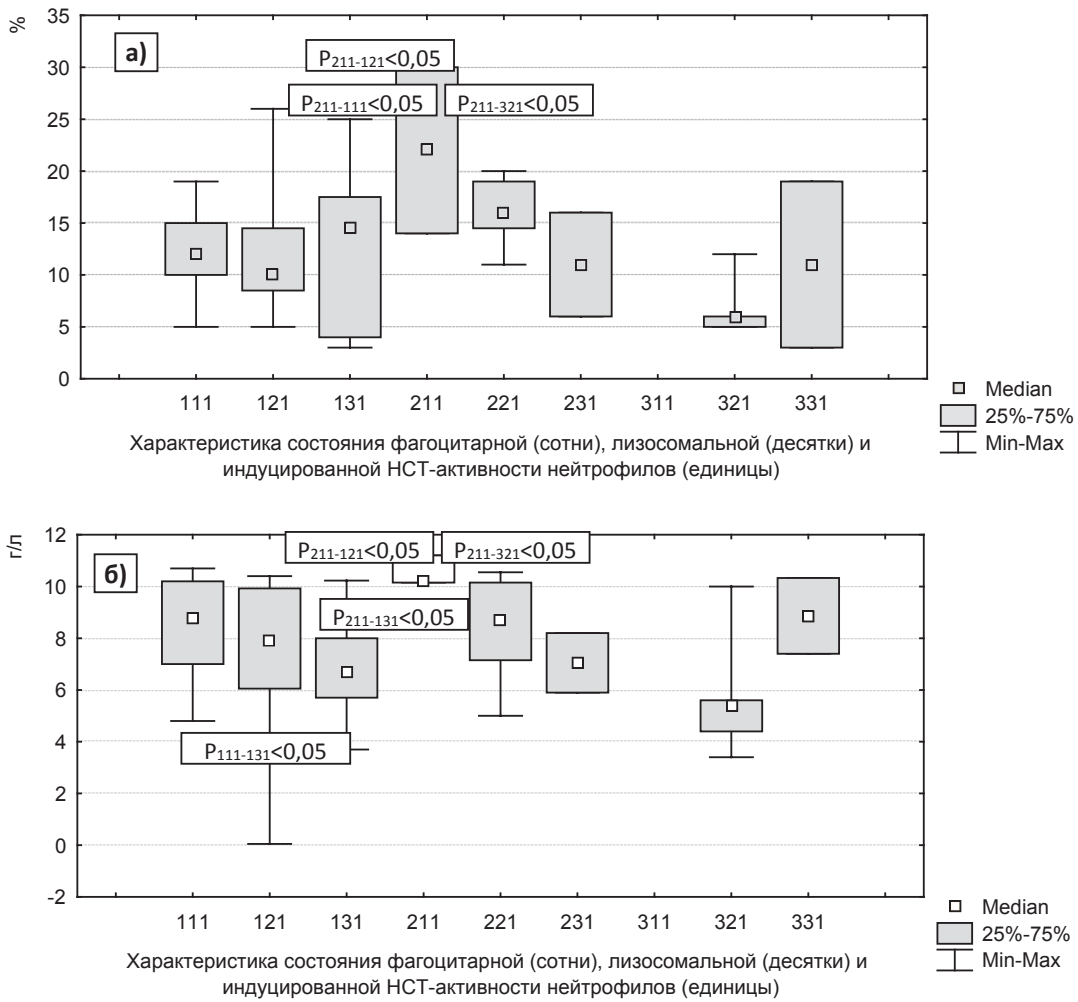 %
35
30
25
20
15
10
5
0
а)
P211-121<0,05
P211-111<0,05
P211-321<0,05
111 121 131 211 221 231 311 321 331
Характеристика состояния фагоцитарной (сотни), лизосомальной (десятки) и
индуцированной НСТ-активности нейтрофилов (единицы)
Median
25%-75%
Min-Max
г/л
12
10
8
6
4
2
0
-2
б)
P211-121<0,05
P211-321<0,05
P211-131<0,05
P111-131<0,05
111 121 131 211 221 231 311 321 331
Характеристика состояния фагоцитарной (сотни), лизосомальной (десятки) и
индуцированной НСТ-активности нейтрофилов (единицы)
Median
25%-75%
Min-Max